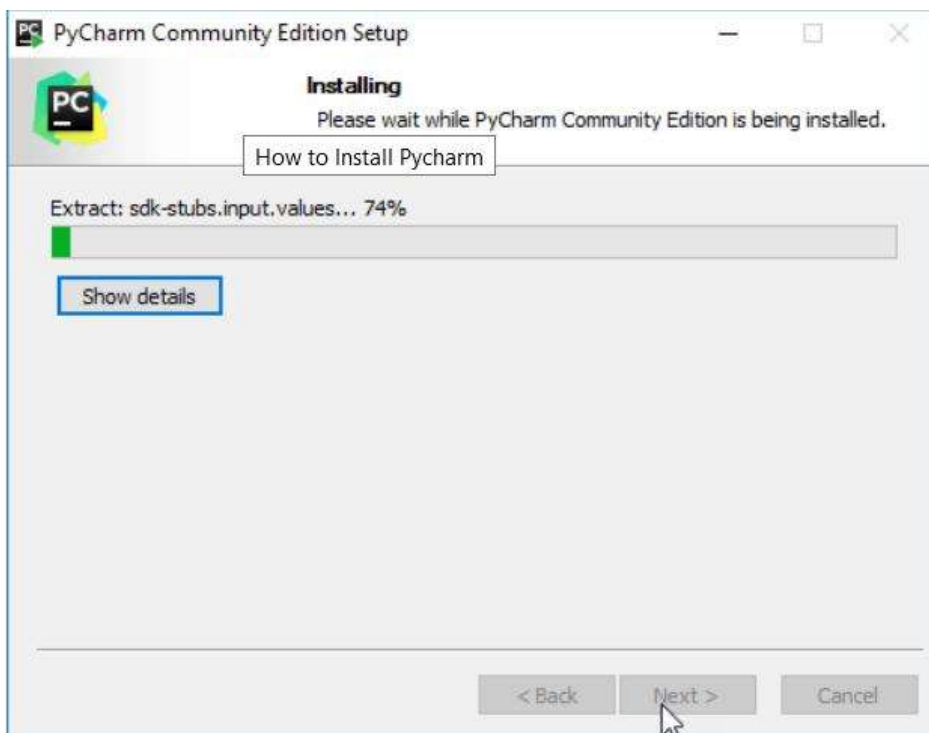 PC PyCharm Community Edition Setup
PC
Installing
Please wait while PyCharm Community Edition is being installed.
How to Install Pycharm
Extract: sdk-stubs.input.values... 74%
Show details
< Back Next > Cancel